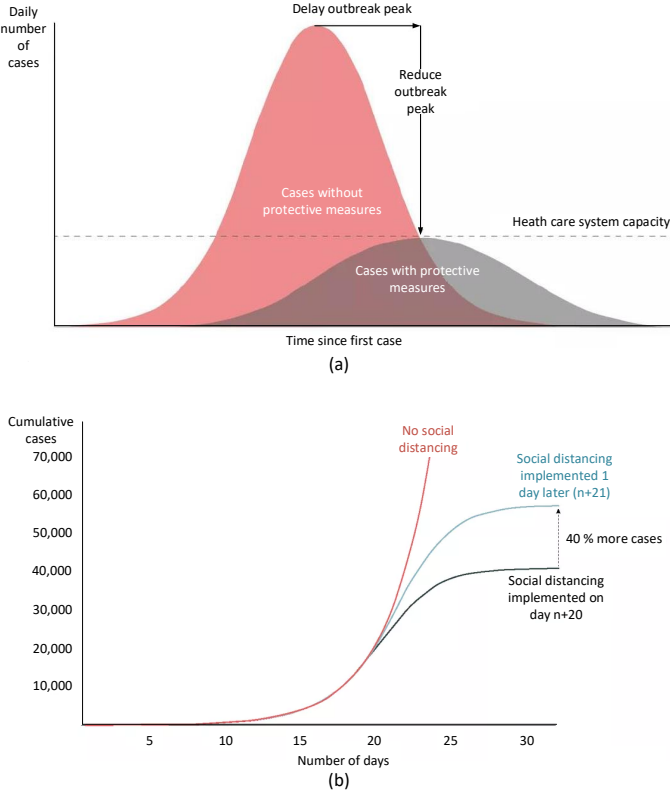 Delay outbreak peak
Daily
number
of
cases
Reduce
outbreak
peak
Cases without
protective measures
Heath care system capacity
Cases with protective
measures
Time since first case
(a)
Cumulative
cases
70,000
60,000
50,000
40,000
30,000
20,000
10,000
No social
distancing
Social distancing
implemented 1
day later (n+21)
40 % more cases
Social distancing
implemented on
day n+20
5
10
15
20
25
30
Number of days
(b)